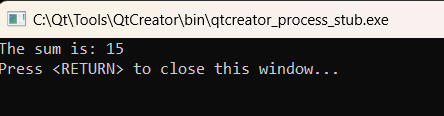 C:\Qt\Tools\QtCreator\bin\qtcreator_process_stub.exe
The sum is: 15
Press <RETURN> to close this window...